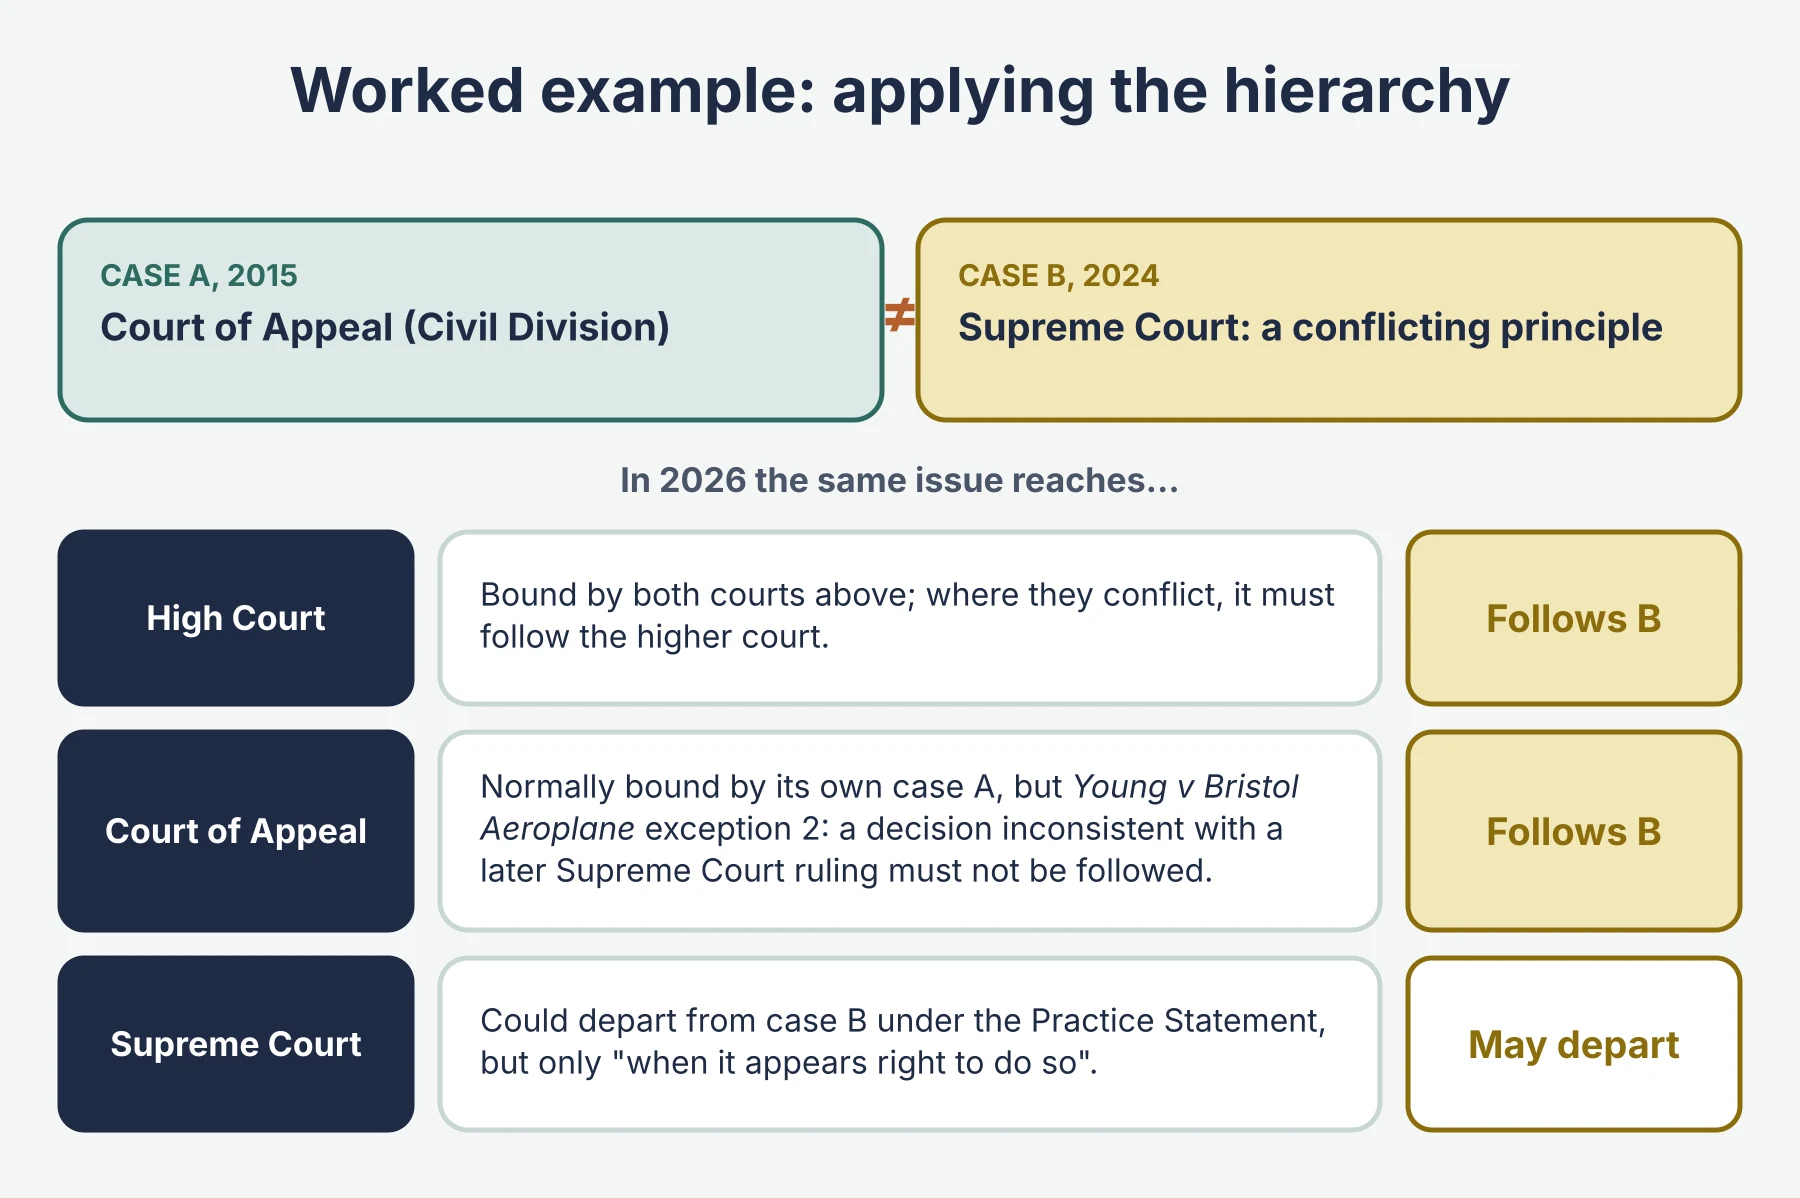 Worked example: applying the hierarchy
CASE A, 2015
Court of Appeal (Civil Division)
≠
CASE B, 2024
Supreme Court: a conflicting principle
In 2026 the same issue reaches...
High Court
Bound by both courts above; where they conflict, it must
follow the higher court.
Follows B
Court of Appeal
Normally bound by its own case A, but Young v Bristol
Aeroplane exception 2: a decision inconsistent with a
later Supreme Court ruling must not be followed.
Follows B
Supreme Court
Could depart from case B under the Practice Statement,
but only "when it appears right to do so".
May depart